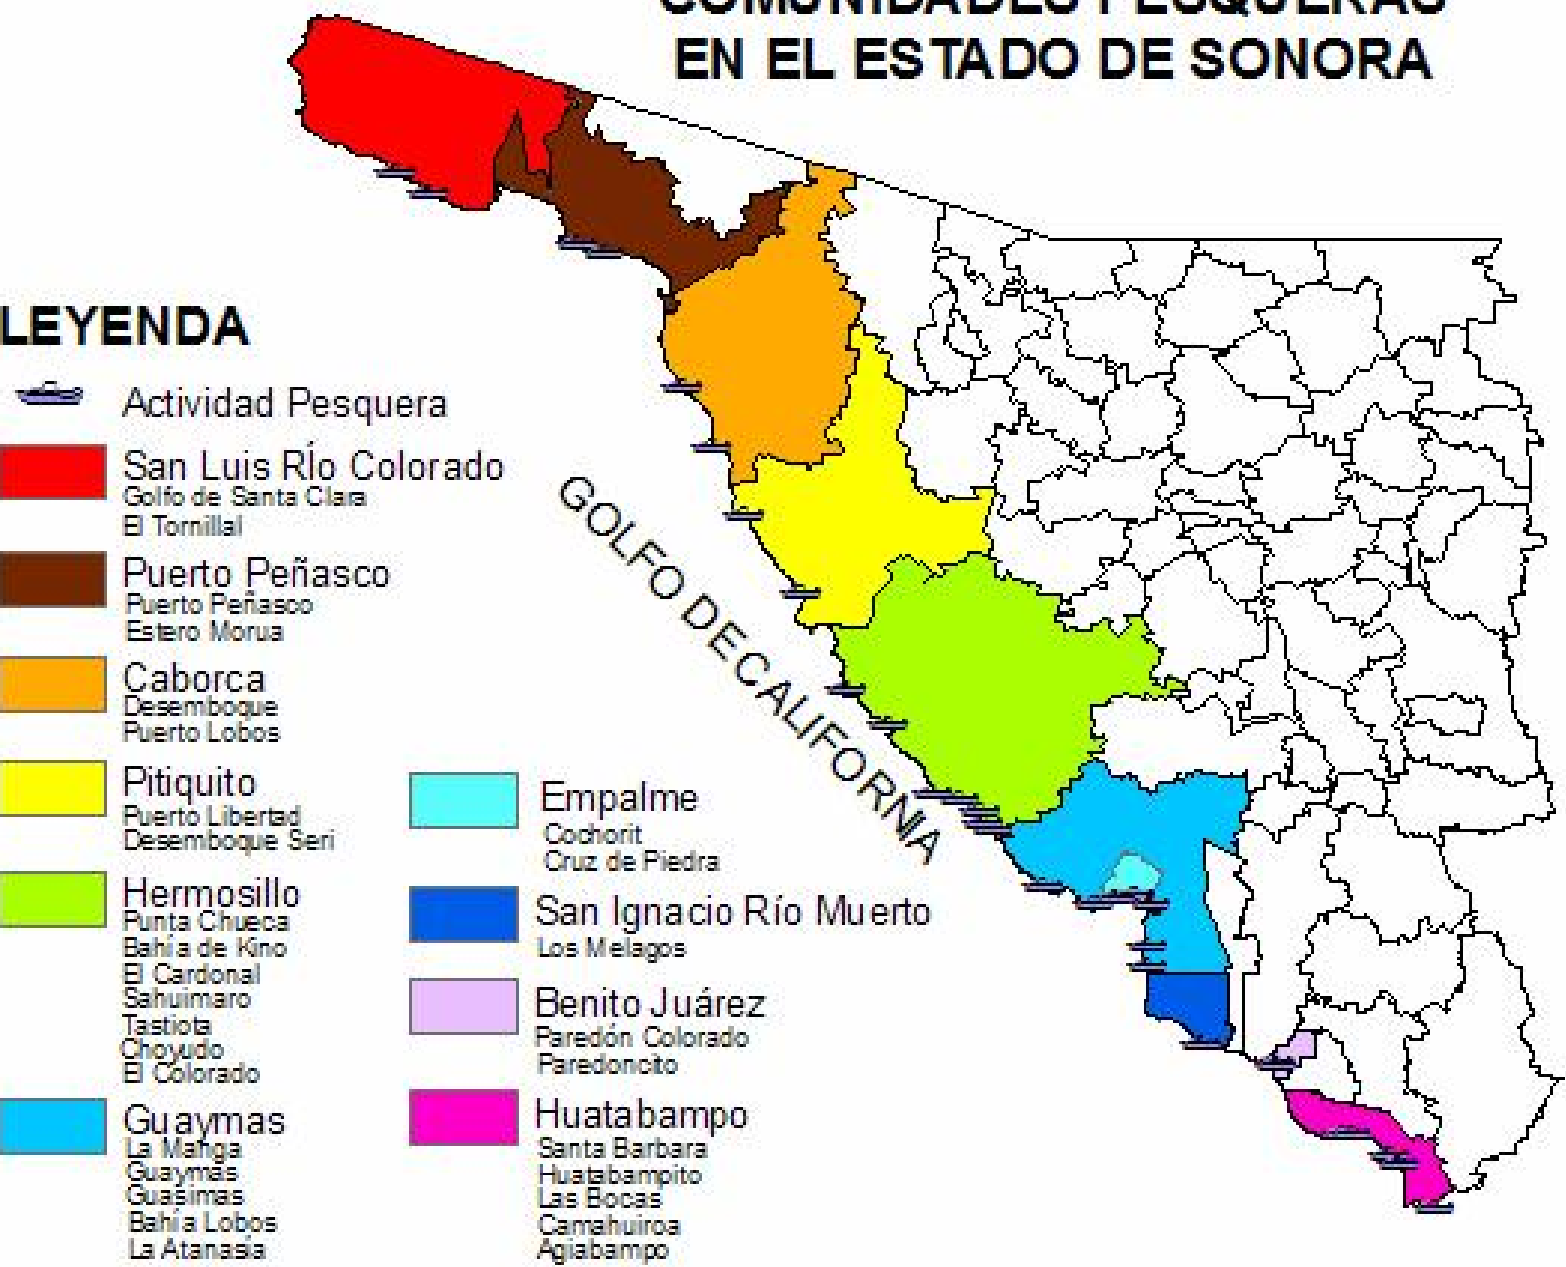 COMUNIDADES PESQUERAS
EN EL ESTADO DE SONORA
LEYENDA
Actividad Pesquera
San Luis RÍo Colorado
Golfo de Santa Clara
El Tornillal
Puerto Peñasco
Puerto Peñasco
Estero Morua
Caborca
Desemboque
Puerto Lobos
Pitiquito
Puerto Libertad
Desemboque Seri
Hermosillo
Punta Chueca
Bahía de Kino
El Cardonal
Sahuimaro
Tastiota
Choyudo
El Colorado
Guaymas
La Manga
Guaymas
Guasimas
Bahía Lobos
La Atanasia
Empalme
Cochorit
Cruz de Piedra
San Ignacio Río Muerto
Los Melagos
Benito Juárez
Paredón Colorado
Paredoncito
Huatabampo
Santa Barbara
Huatabampito
Las Bocas
Camahuiroa
Agiabampo
GOLFO DE CALIFORNIA